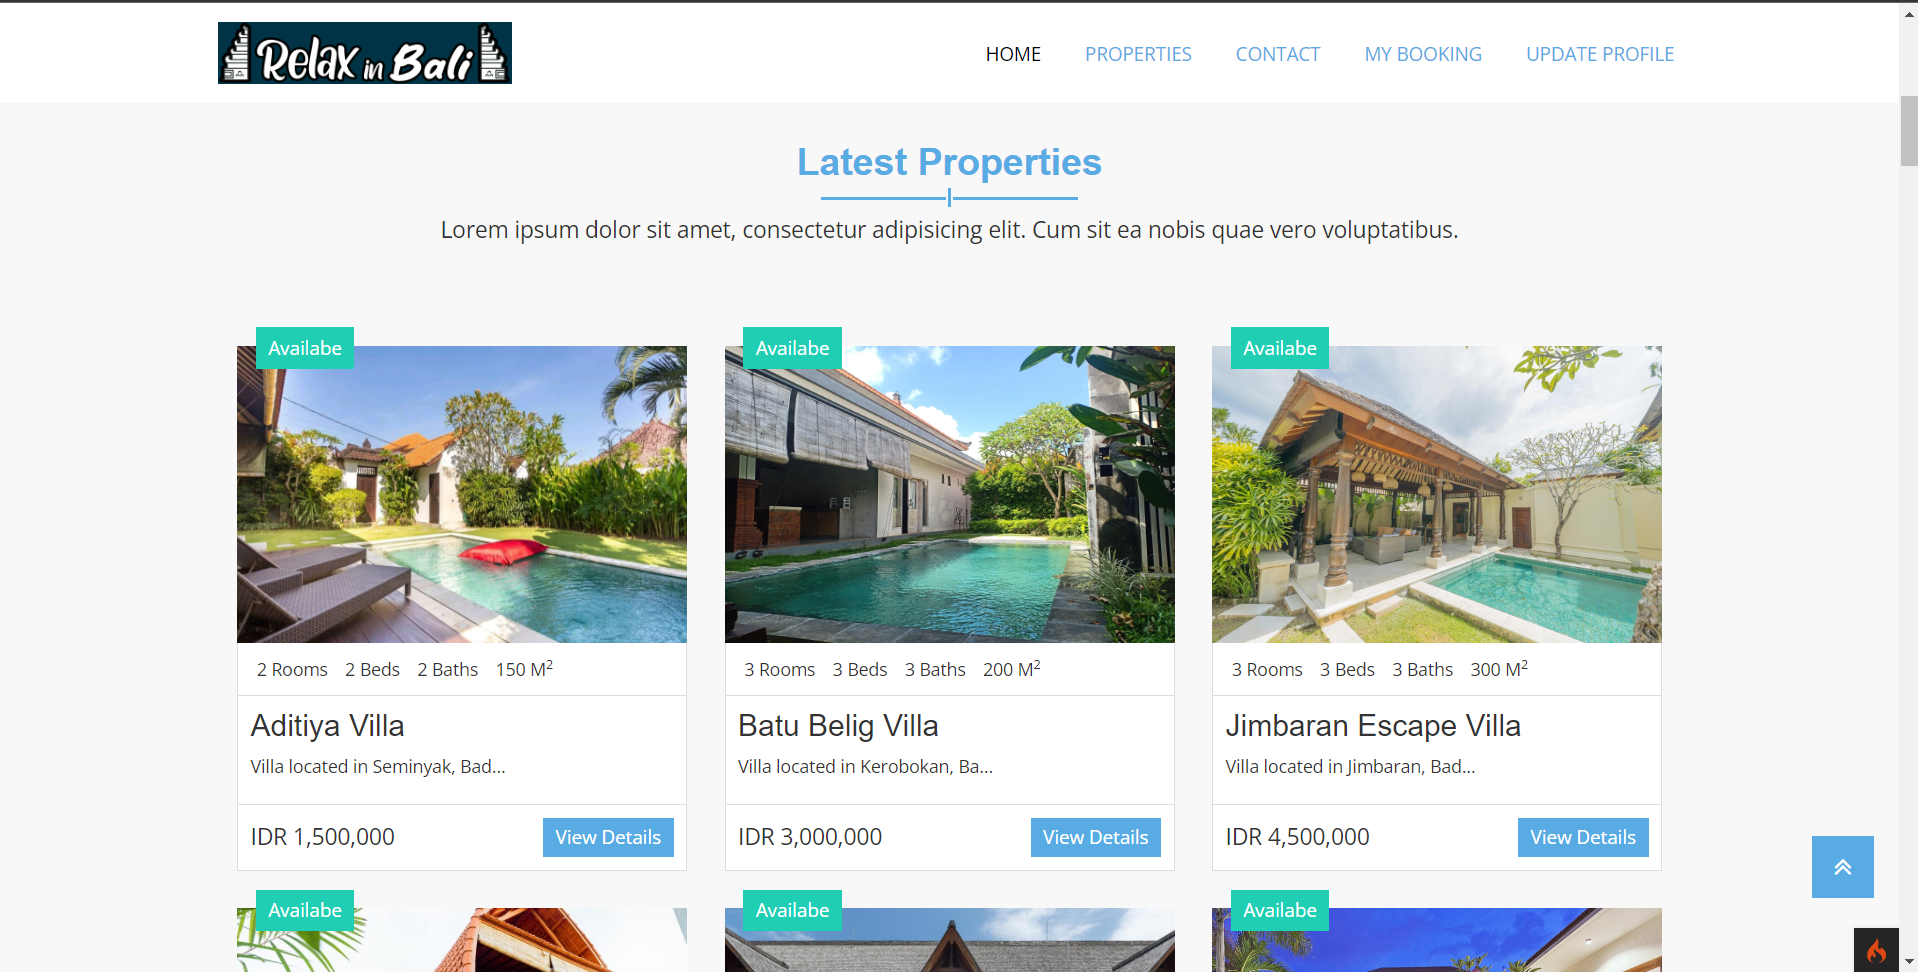 Relax in Bali
HOME PROPERTIES CONTACT MY BOOKING UPDATE PROFILE
Latest Properties
Lorem ipsum dolor sit amet, consectetur adipisicing elit. Cum sit ea nobis quae vero voluptatibus.
Availabe
2 Rooms 2 Beds 2 Baths 150 M²
Aditiya Villa
Villa located in Seminyak, Bad...
IDR 1,500,000 View Details
Availabe
3 Rooms 3 Beds 3 Baths 200 M²
Batu Belig Villa
Villa located in Kerobokan, Ba...
IDR 3,000,000 View Details
Availabe
3 Rooms 3 Beds 3 Baths 300 M²
Jimbaran Escape Villa
Villa located in Jimbaran, Bad...
IDR 4,500,000 View Details
Availabe
Availabe
Availabe